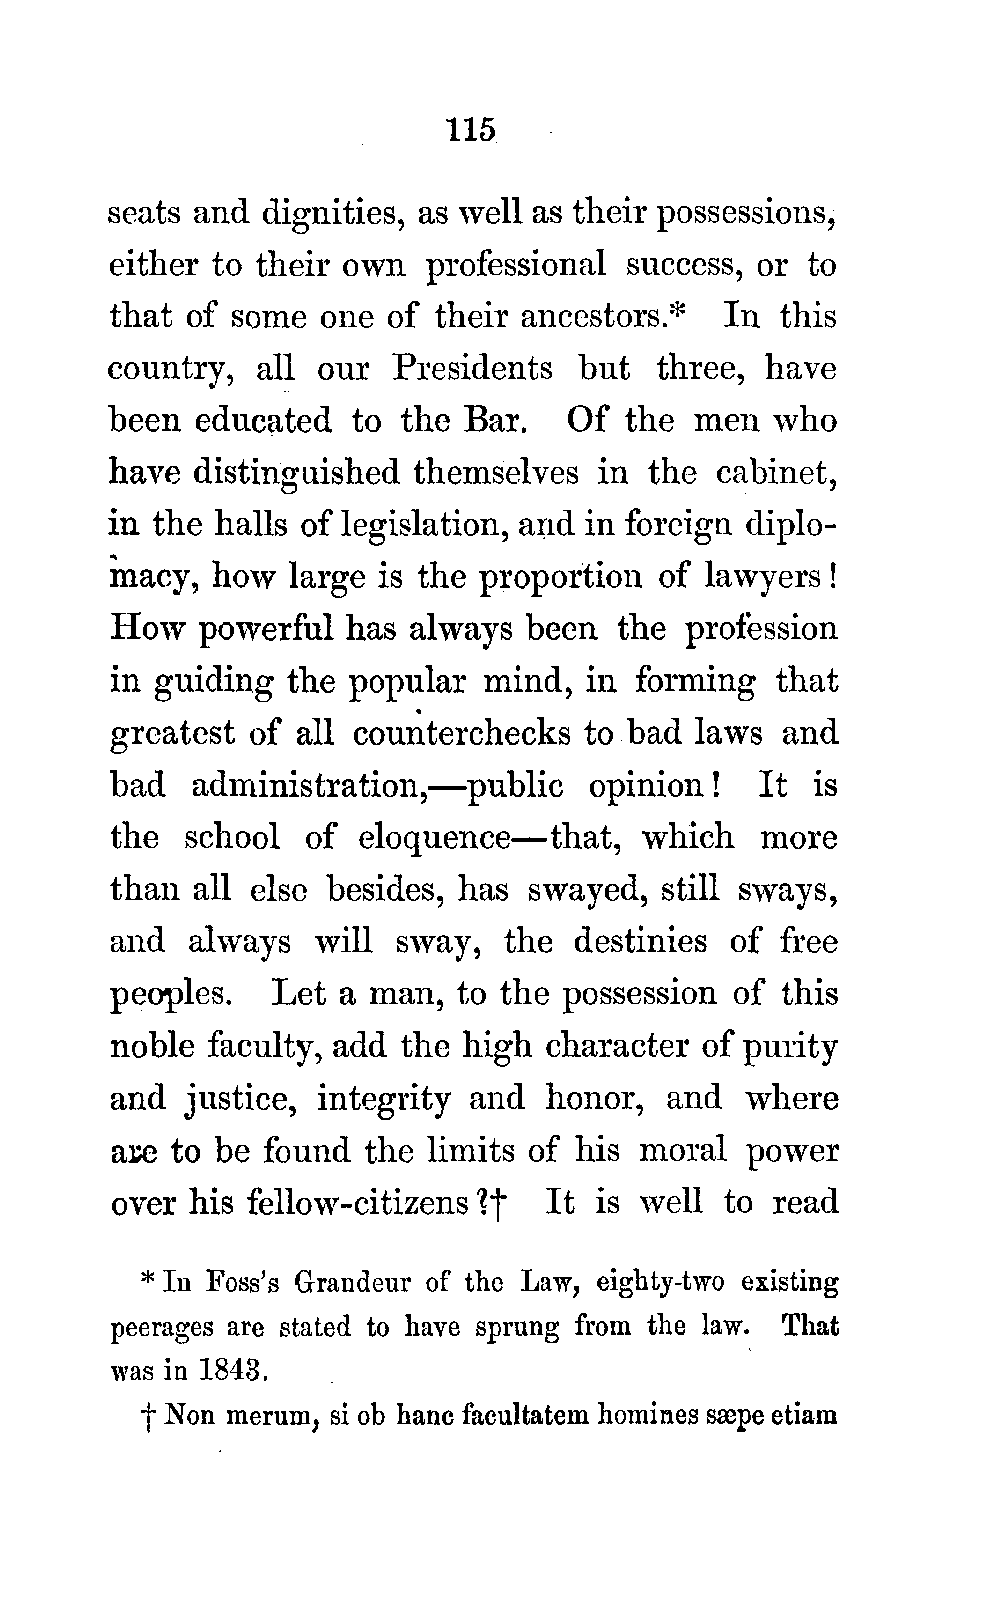 115
seats and dignities, as well as their possessions,
either to their own professional success, or to
that of some one of their ancestors.* In this
country, all our Presidents but three, have
been educated to the Bar. Of the men who
have distinguished themselves in the cabinet,
in the halls of legislation, and in foreign diplo-
macy, how large is the proportion of lawyers !
How powerful has always been the profession
in guiding the popular mind, in forming that
greatest of all counterchecks to bad laws and
bad administration,—public opinion ! It is
the school of eloquence—that, which more
than all else besides, has swayed, still sways,
and always will sway, the destinies of free
peoples. Let a man, to the possession of this
noble faculty, add the high character of purity
and justice, integrity and honor, and where
are to be found the limits of his moral power
over his fellow-citizens ?† It is well to read
* In Foss's Grandeur of the Law, eighty-two existing
peerages are stated to have sprung from the law. That
was in 1843.
† Non merum, si ob hanc facultatem homines sæpe etiam